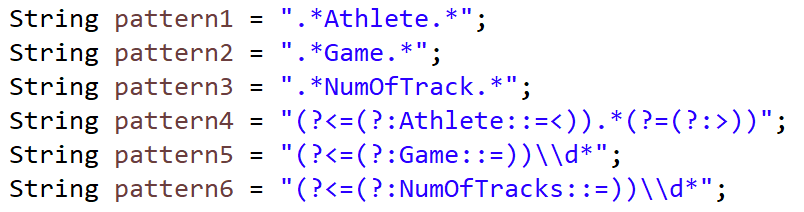 String pattern1 = ".*Athlete.*";
String pattern2 = ".*Game.*";
String pattern3 = ".*NumOfTrack.*";
String pattern4 = "(?<=(?:Athlete::=<)).*(?=(?:>))";
String pattern5 = "(?<=(?:Game::=))\\d*";
String pattern6 = "(?<=(?:NumOfTracks::=))\\d*";